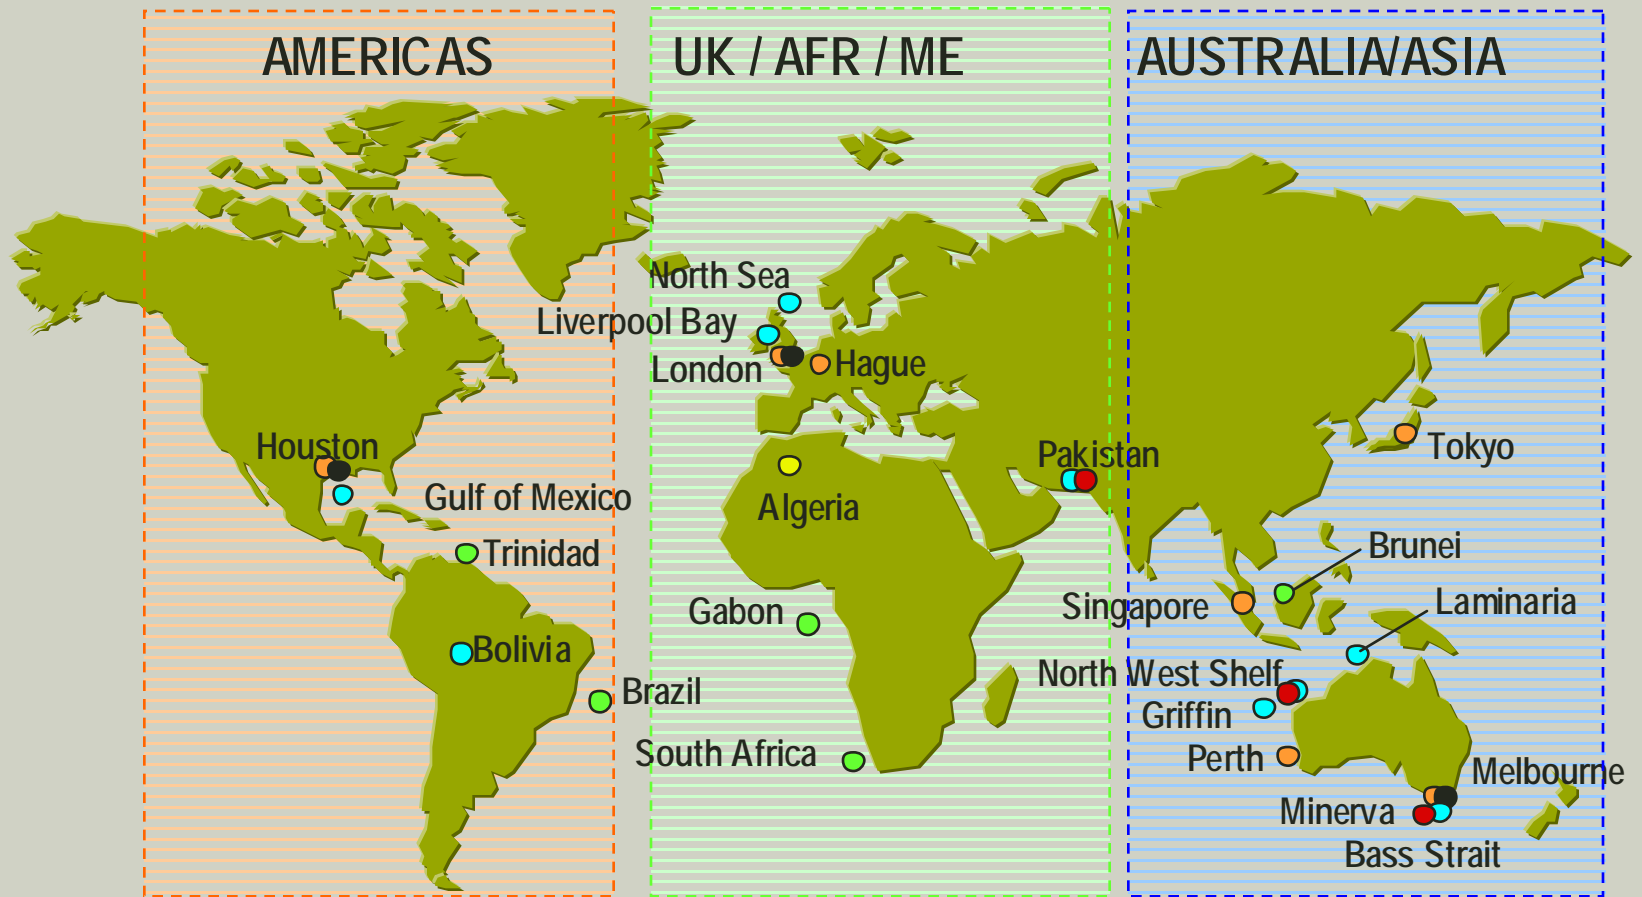 AMERICAS
UK / AFR / ME
AUSTRALIA/ASIA
North Sea
Liverpool Bay
London
Hague
Houston
Gulf of Mexico
Trinidad
Bolivia
Brazil
Algeria
Gabon
South Africa
Pakistan
Tokyo
Brunei
Singapore
Laminaria
North West Shelf
Griffin
Perth
Melbourne
Minerva
Bass Strait